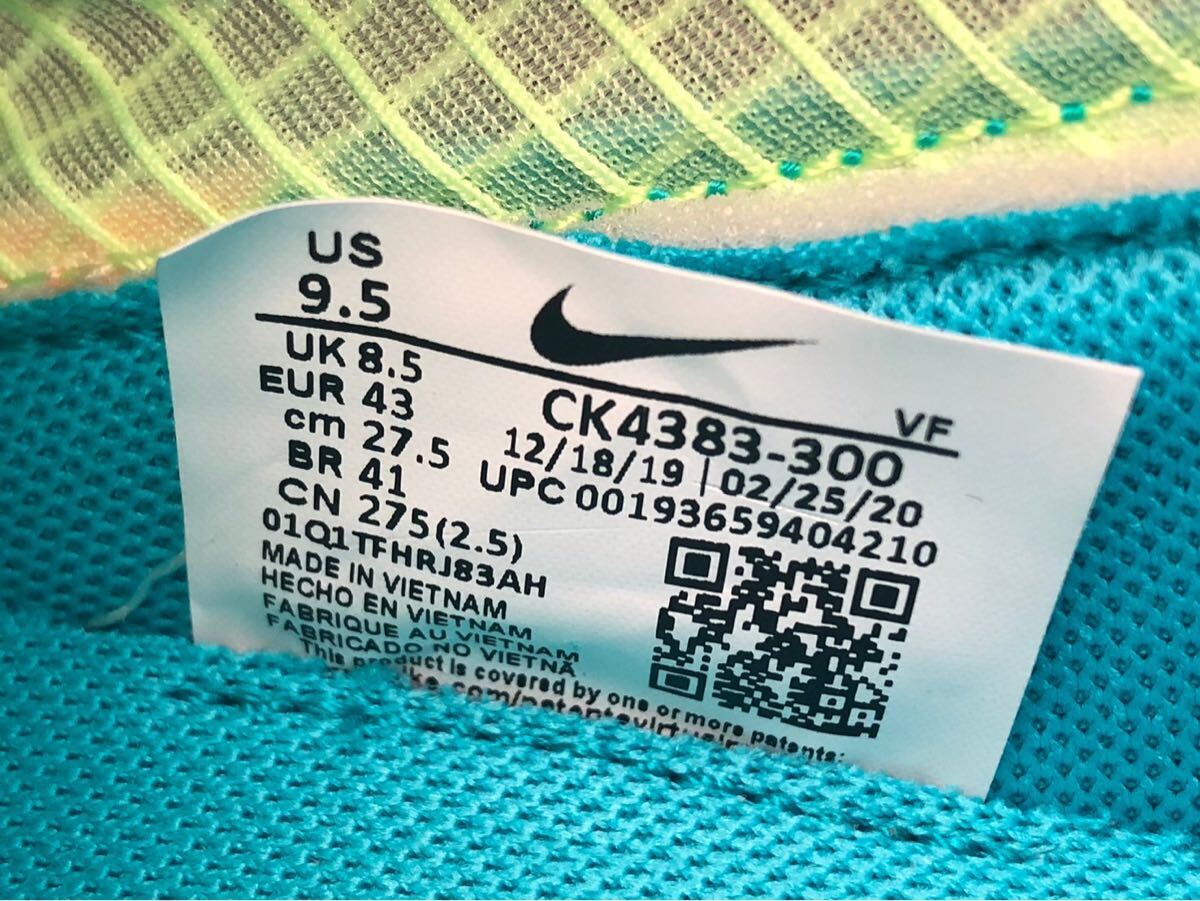 US
9.5
UK 8.5
EUR 43
cm 27.5
BR 41
CN 275(2.5)
01Q1TFHRJ83AH
MADE IN VIETNAM
HECHO EN VIETNAM
FABRIQUE AU VIETNAM
FABRICADO NO VIETNÃ
VF
CK4383-300
12/18/19 | 02/25/20
UPC 00193659404210
This product is covered by one or more patents: